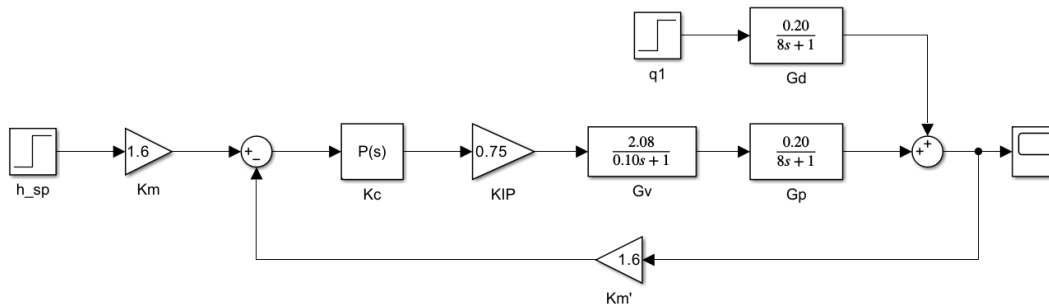 0.20
8s + 1
q1
Gd
1.6
+
−
P(s)
0.75
2.08
0.10s + 1
0.20
8s + 1
+
+
h_sp
Km
Kc
KIP
Gv
Gp
1.6
Km'